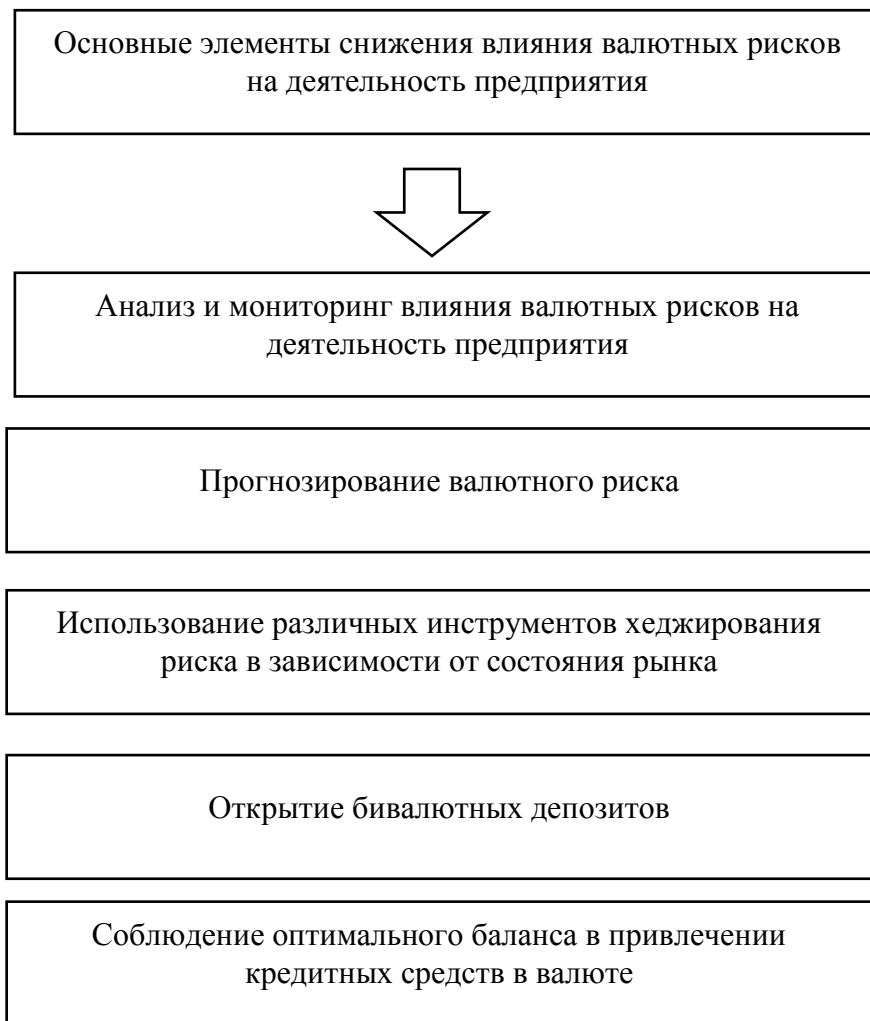 Основные элементы снижения влияния валютных рисков
на деятельность предприятия
Анализ и мониторинг влияния валютных рисков на
деятельность предприятия
Прогнозирование валютного риска
Использование различных инструментов хеджирования
риска в зависимости от состояния рынка
Открытие бивалютных депозитов
Соблюдение оптимального баланса в привлечении
кредитных средств в валюте